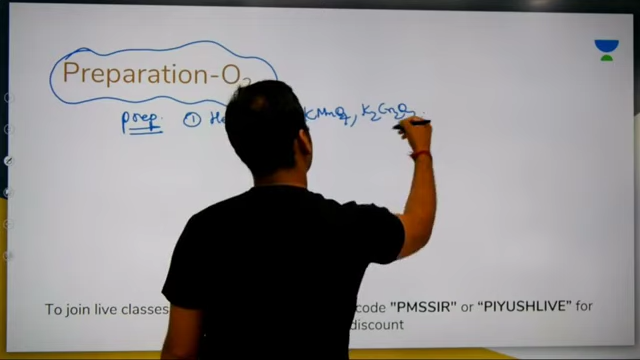 Preparation-O₂
prep. ① KMnO₄, K₂Cr₂O₇
To join live classes code "PMSSIR" or "PIYUSHLIVE" for
discount